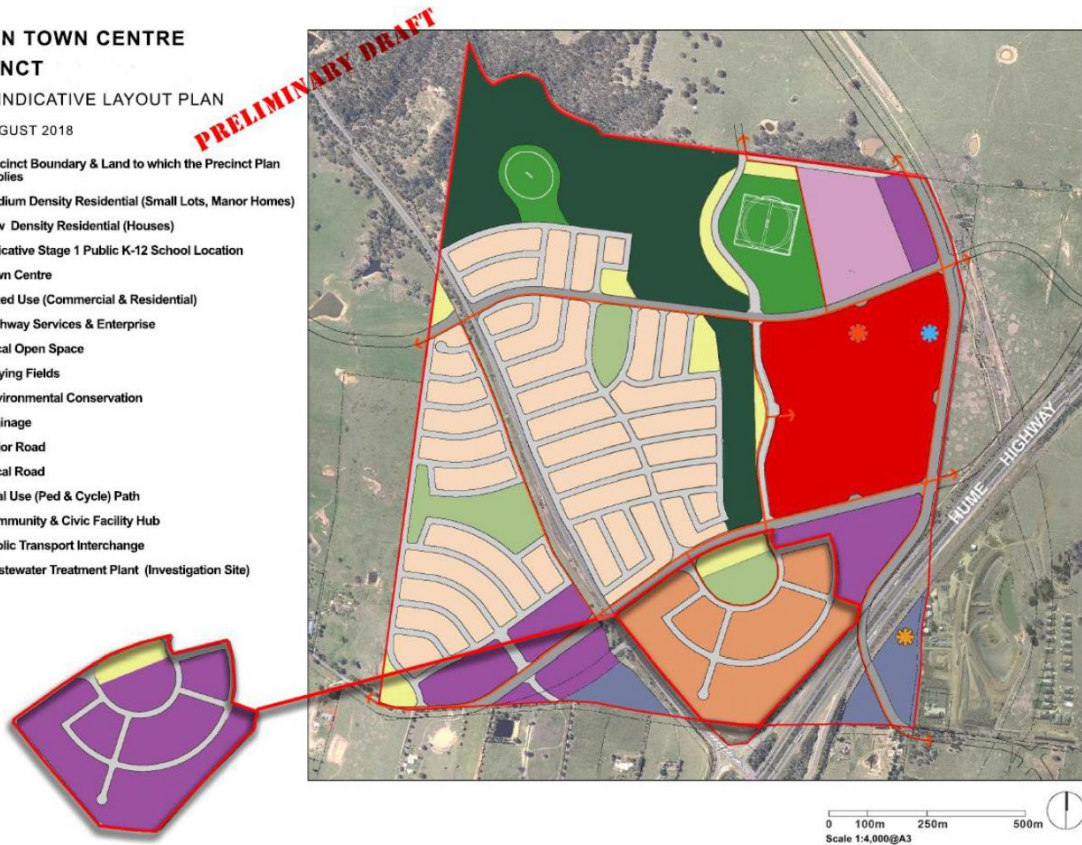 N TOWN CENTRE
NCT
INDICATIVE LAYOUT PLAN
GUST 2018
PRELIMINARY DRAFT
cinct Boundary & Land to which the Precinct Plan
plies
dium Density Residential (Small Lots, Manor Homes)
w Density Residential (Houses)
icative Stage 1 Public K-12 School Location
wn Centre
ed Use (Commercial & Residential)
hway Services & Enterprise
cal Open Space
ying Fields
vironmental Conservation
inage
jor Road
cal Road
al Use (Ped & Cycle) Path
mmunity & Civic Facility Hub
blic Transport Interchange
stewater Treatment Plant (Investigation Site)
HUME HIGHWAY
0 100m 250m 500m
Scale 1:4,000@A3